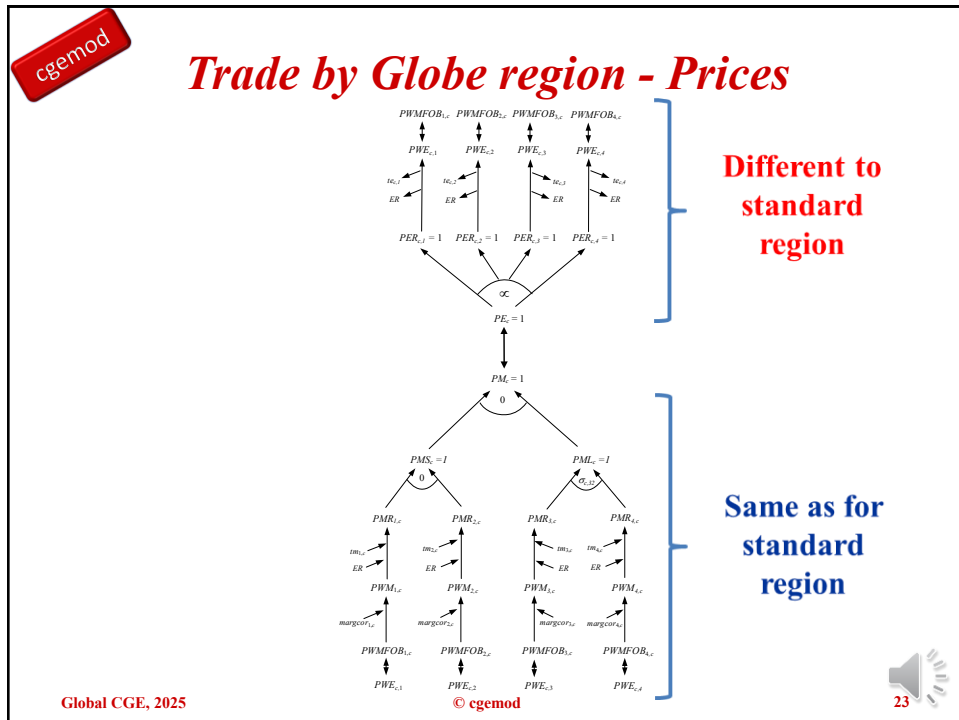 cgemod
Trade by Globe region - Prices
PWMFOB1,c PWMFOB2,c PWMFOB3,c PWMFOB4,c
PWEc,1 PWEc,2 PWEc,3 PWEc,4
tec,1 tec,2 tec,3 tec,4
ER ER ER ER
PERc,1 = 1 PERc,2 = 1 PERc,3 = 1 PERc,4 = 1
∝
PEc = 1
PMc = 1
0
PMSc =1 PMLc =1
0 σc,32
PMR1,c PMR2,c PMR3,c PMR4,c
tm1,c tm2,c tm3,c tm4,c
ER ER ER ER
PWM1,c PWM2,c PWM3,c PWM4,c
margcor1,c margcor2,c margcor3,c margcor4,c
PWMFOB1,c PWMFOB2,c PWMFOB3,c PWMFOB4,c
PWEc,1 PWEc,2 PWEc,3 PWEc,4
Different to
standard
region
Same as for
standard
region
Global CGE, 2025 © cgemod 23